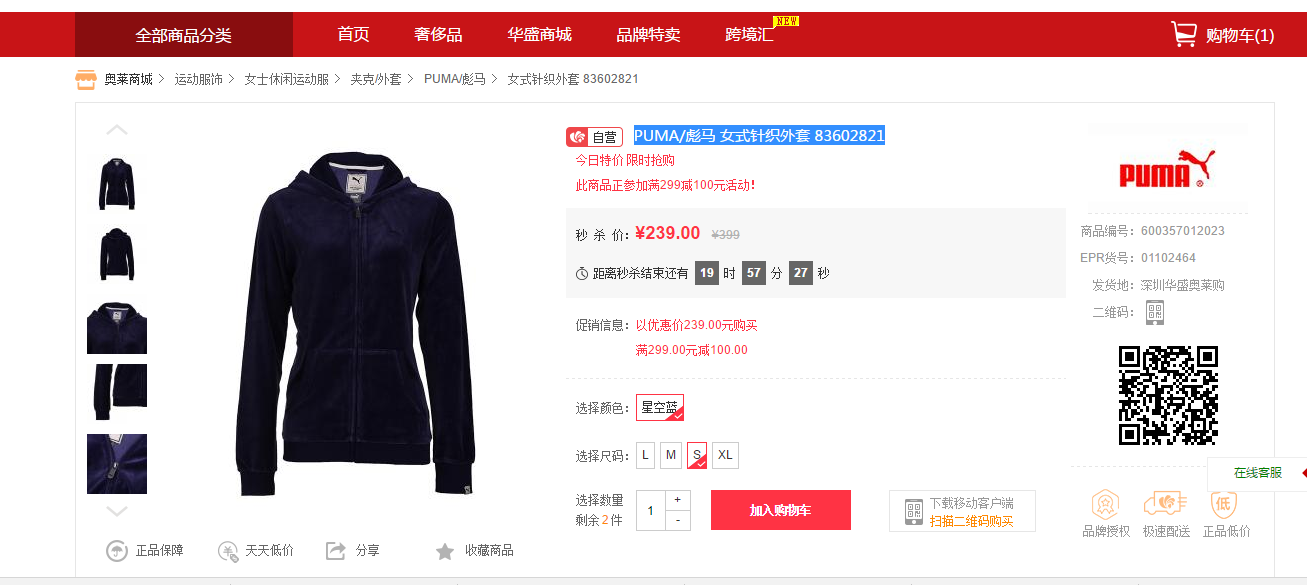 全部商品分类 首页 奢侈品 华盛商城 品牌特卖 跨境汇 NEW 购物车(1)
奥莱商城 > 运动服饰 > 女士休闲运动服 > 夹克/外套 > PUMA/彪马 > 女式针织外套 83602821
自营 PUMA/彪马 女式针织外套 83602821
今日特价 限时抢购
此商品正参加满299减100元活动!
秒 杀 价: ¥239.00 ¥399
距离秒杀结束还有 19 时 57 分 27 秒
促销信息: 以优惠价239.00元购买
满299.00元减100.00
选择颜色: 星空蓝
选择尺码: L M S XL
选择数量 1 + -
剩余2件
加入购物车
下载移动客户端
扫描二维码购买
正品保障 天天低价 分享 收藏商品
PUMA
商品编号: 600357012023
EPR货号: 01102464
发货地: 深圳华盛奥莱购
二维码:
在线客服
低
品牌授权 极速配送 正品低价